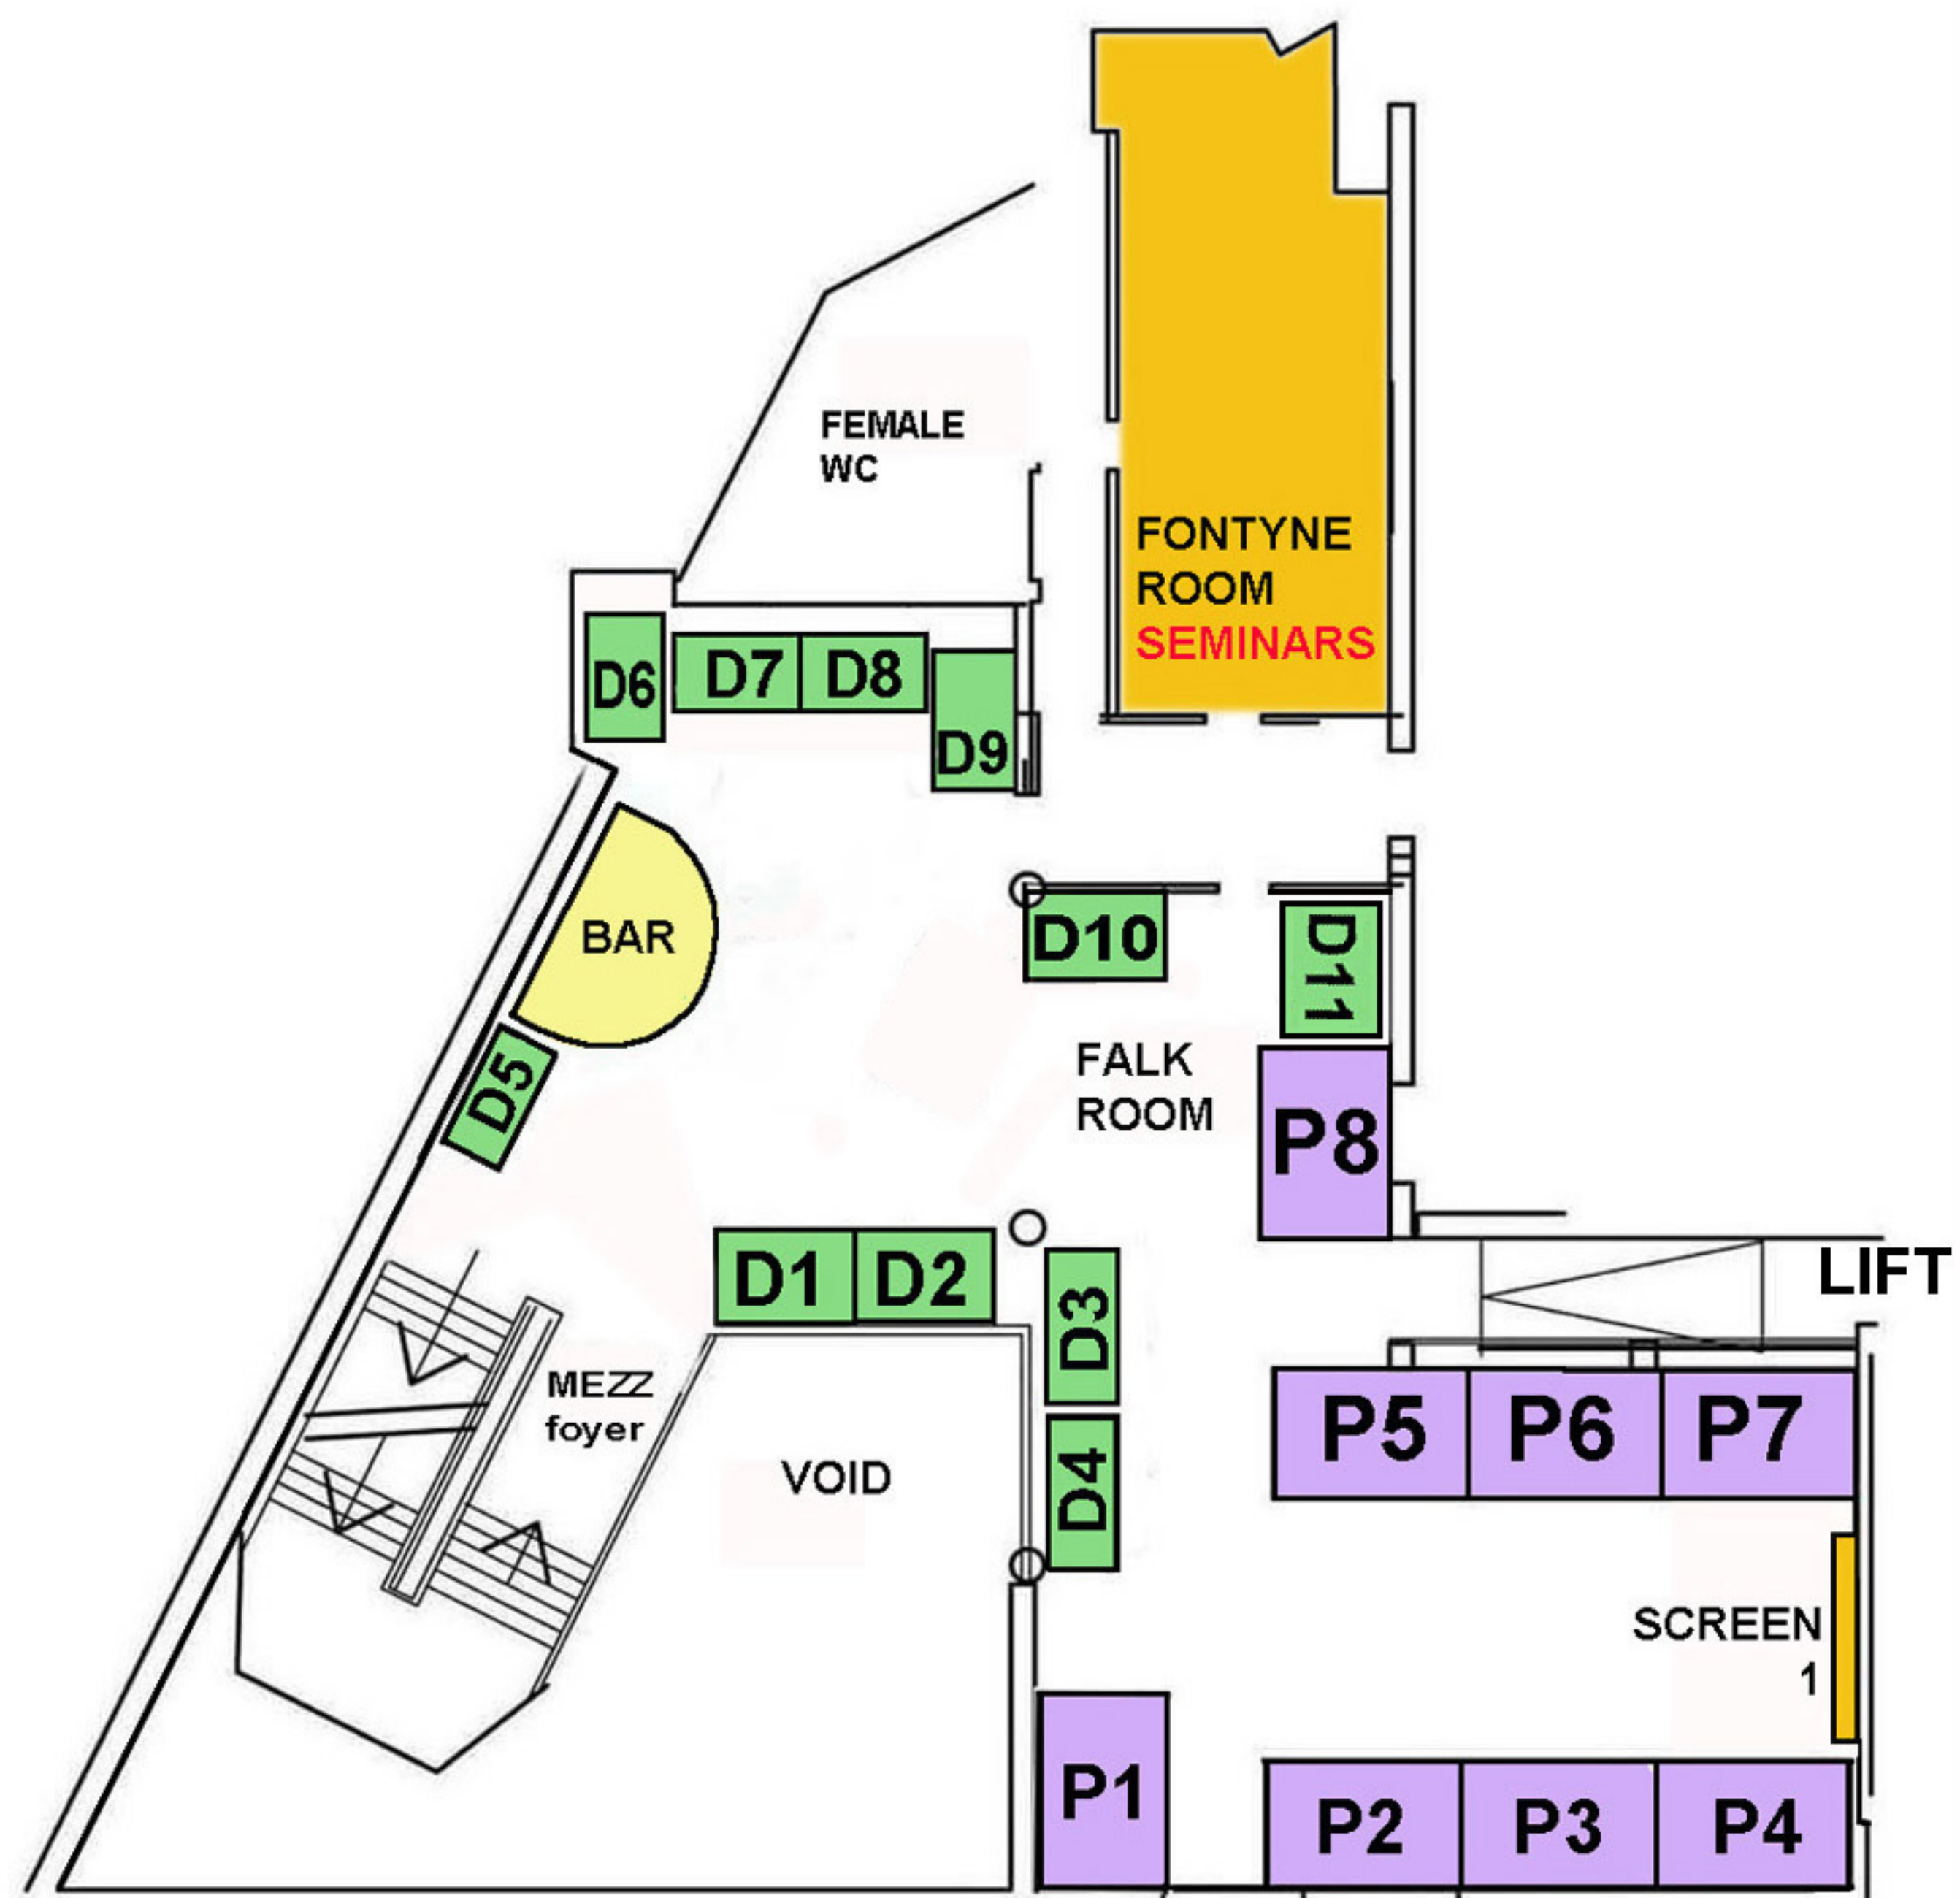 FEMALE
WC
FONTYNE
ROOM
SEMINARS
D6
D7
D8
D9
BAR
D10
D11
D5
FALK
ROOM
P8
D1
D2
D3
LIFT
MEZZ
foyer
VOID
D4
P5
P6
P7
SCREEN
1
P1
P2
P3
P4